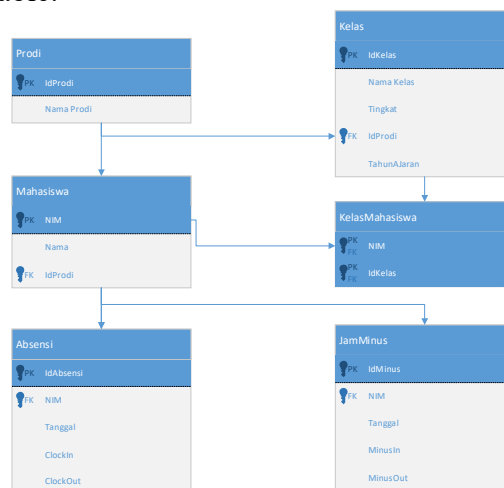 Prodi
PK IdProdi
Nama Prodi
Kelas
PK IdKelas
Nama Kelas
Tingkat
FK IdProdi
TahunAJaran
Mahasiswa
PK NIM
Nama
FK IdProdi
KelasMahasiswa
PK
FK
NIM
PK
FK
IdKelas
Absensi
PK IdAbsensi
FK NIM
Tanggal
ClockIn
ClockOut
JamMinus
PK IdMinus
FK NIM
Tanggal
MinusIn
MinusOut